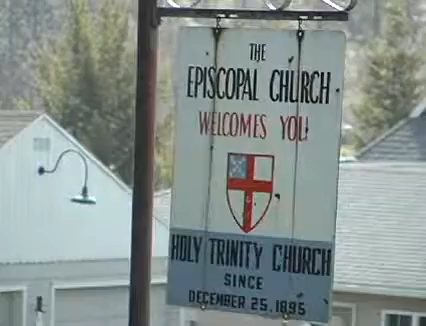 THE
EPISCOPAL CHURCH
WELCOMES YOU
HOLY TRINITY CHURCH
SINCE
DECEMBER 25, 1895